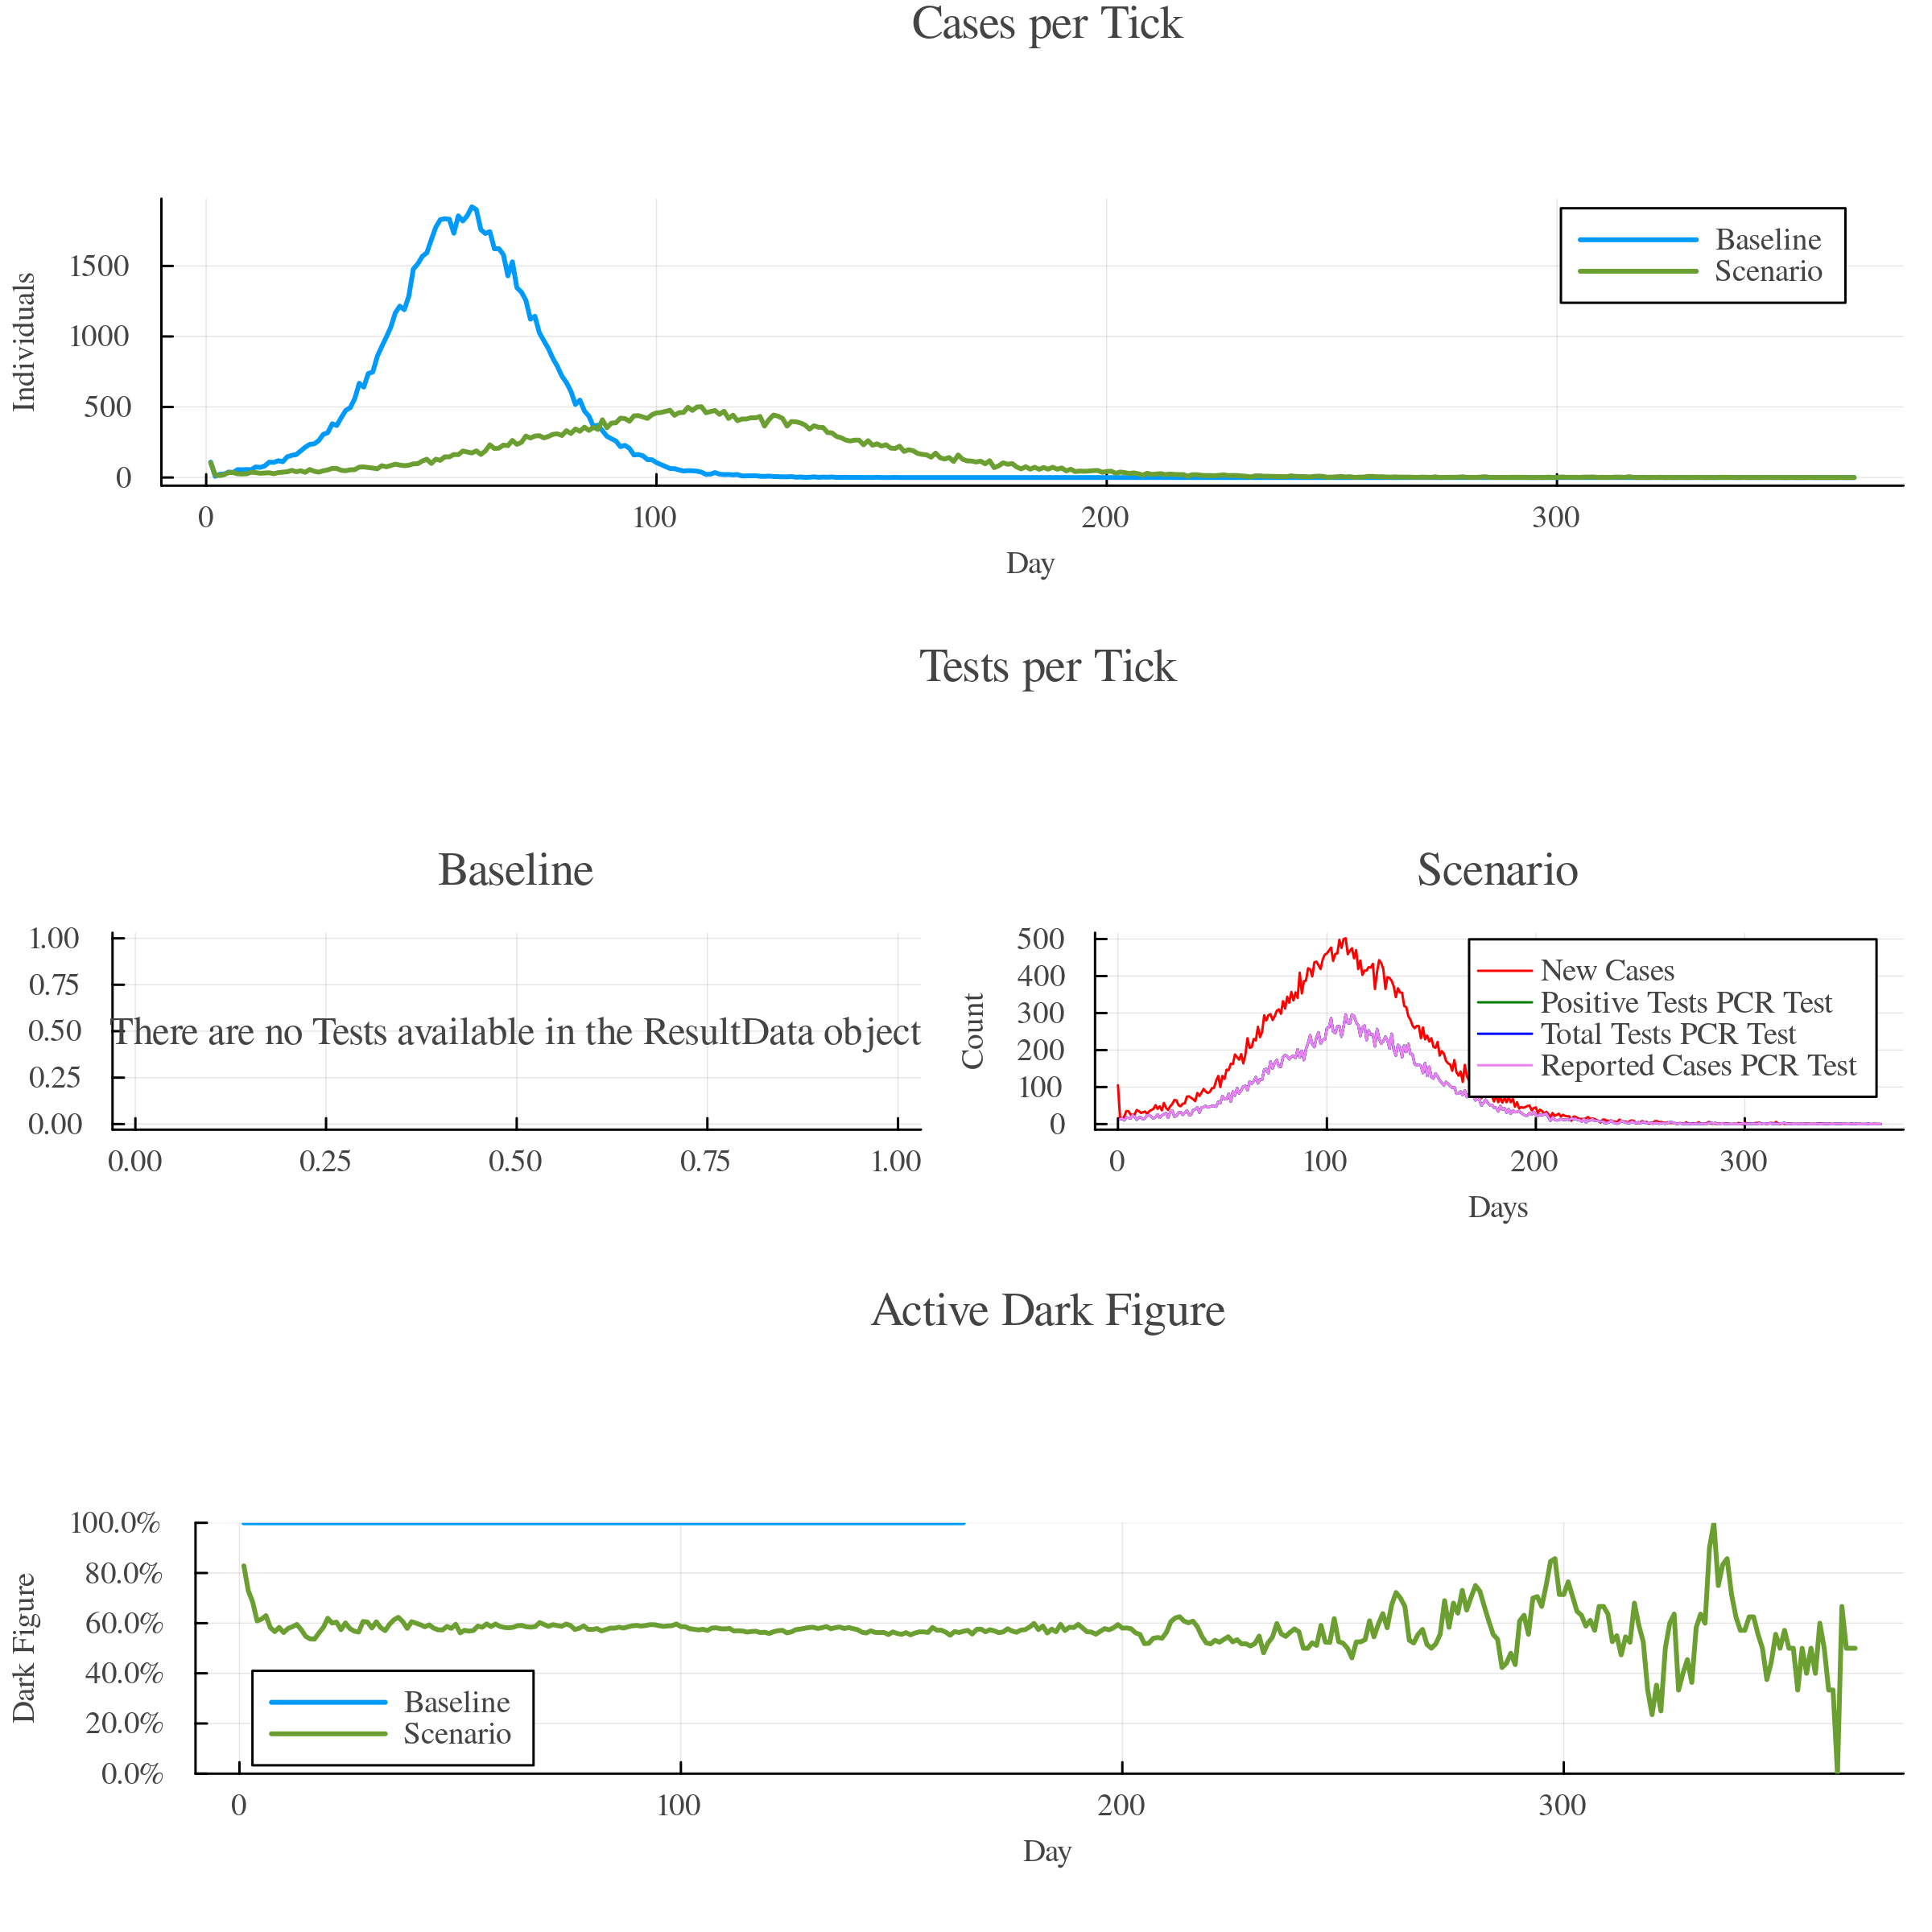 Cases per Tick
1500
1000
500
0
Individuals
Baseline
Scenario
0 100 200 300
Day
Tests per Tick
Baseline
1.00
0.75
0.50
0.25
0.00
There are no Tests available in the ResultData object
0.00 0.25 0.50 0.75 1.00
Scenario
500
400
300
200
100
0
Count
New Cases
Positive Tests PCR Test
Total Tests PCR Test
Reported Cases PCR Test
0 100 200 300
Days
Active Dark Figure
100.0%
80.0%
60.0%
40.0%
20.0%
0.0%
Dark Figure
Baseline
Scenario
0 100 200 300
Day